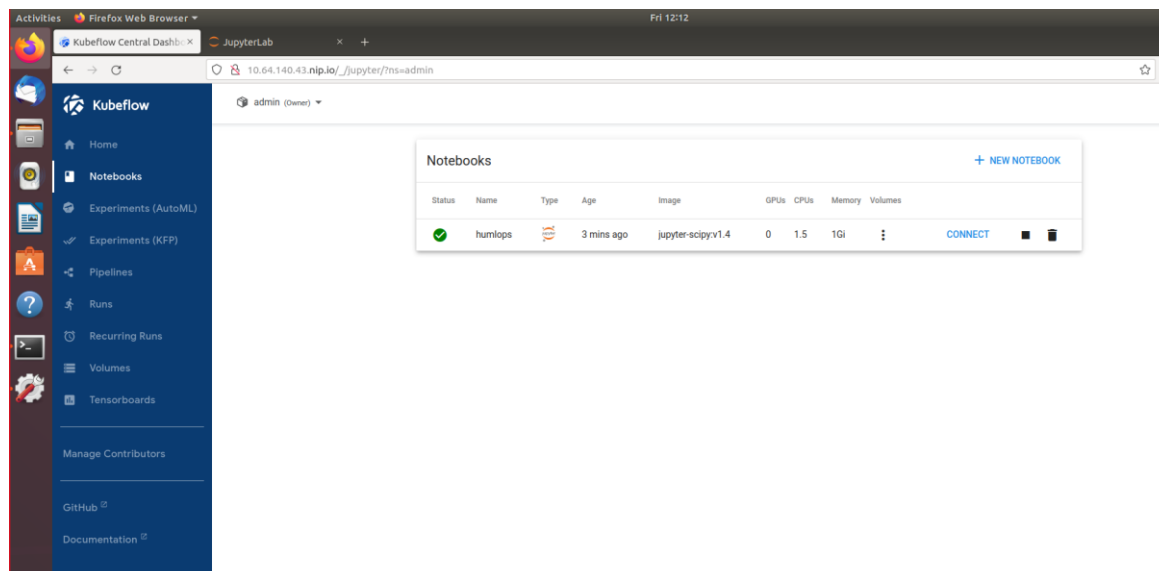 Activities Firefox Web Browser Fri 12:12
Kubeflow Central Dashbo × JupyterLab × +
10.64.140.43.nip.io/_/jupyter/?ns=admin
Kubeflow
admin (Owner)
Home
Notebooks
Experiments (AutoML)
Experiments (KFP)
Pipelines
Runs
Recurring Runs
Volumes
Tensorboards
Manage Contributors
GitHub
Documentation
Notebooks + NEW NOTEBOOK
Status Name Type Age Image GPUs CPUs Memory Volumes
humlops 3 mins ago jupyter-scipy:v1.4 0 1.5 1Gi CONNECT